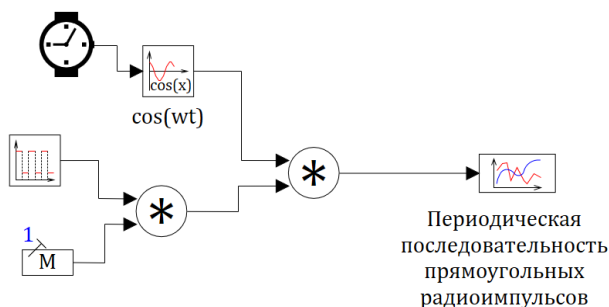 cos(x)
cos(wt)
*
*
1
М
Периодическая
последовательность
прямоугольных
радиоимпульсов